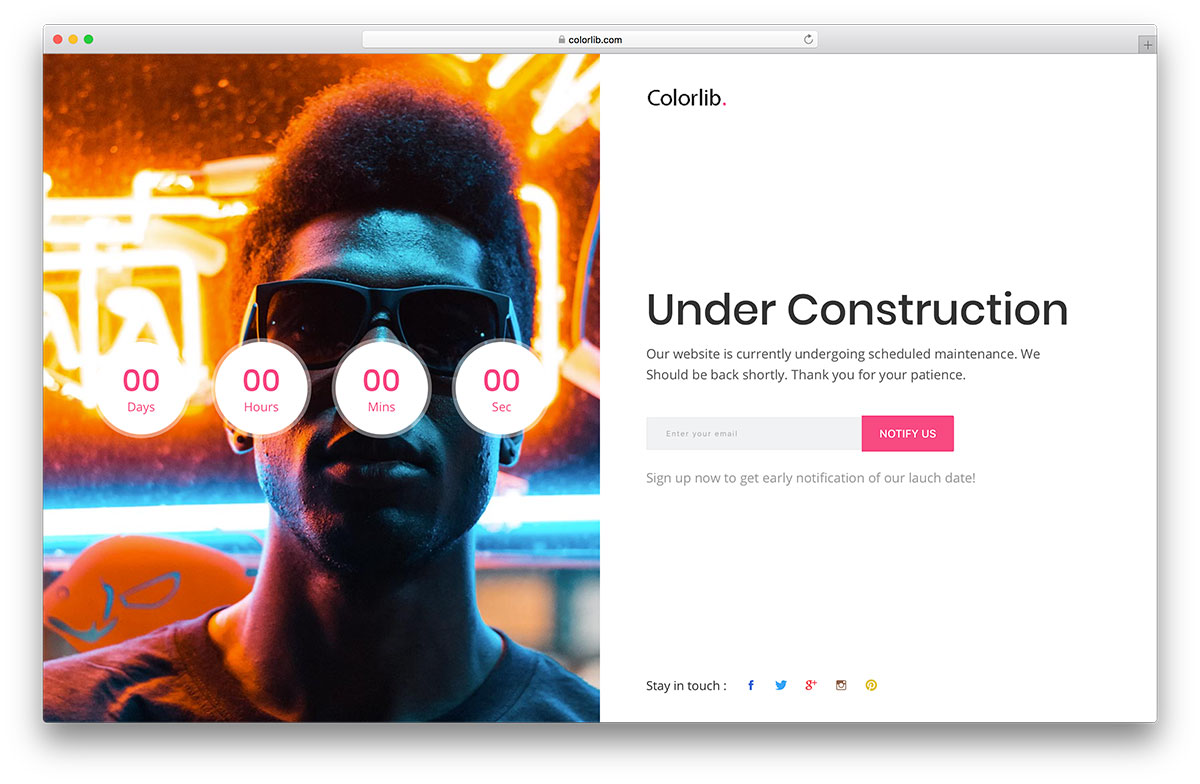 colorlib.com
Colorlib.
Under Construction
Our website is currently undergoing scheduled maintenance. We
Should be back shortly. Thank you for your patience.
Enter your email
NOTIFY US
Sign up now to get early notification of our lauch date!
00 00 00 00
Days Hours Mins Sec
Stay in touch :